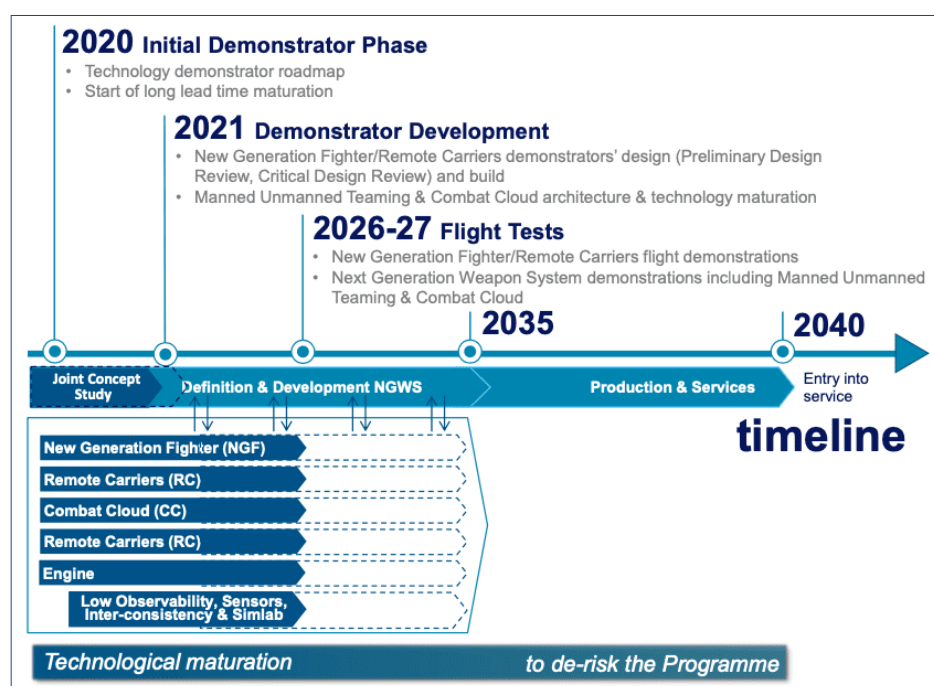 2020 Initial Demonstrator Phase
• Technology demonstrator roadmap
• Start of long lead time maturation
2021 Demonstrator Development
• New Generation Fighter/Remote Carriers demonstrators' design (Preliminary Design
Review, Critical Design Review) and build
• Manned Unmanned Teaming & Combat Cloud architecture & technology maturation
2026-27 Flight Tests
• New Generation Fighter/Remote Carriers flight demonstrations
• Next Generation Weapon System demonstrations including Manned Unmanned
Teaming & Combat Cloud
2035
2040
Joint Concept
Study
Definition & Development NGWS
Production & Services
Entry into
service
timeline
New Generation Fighter (NGF)
Remote Carriers (RC)
Combat Cloud (CC)
Remote Carriers (RC)
Engine
Low Observability, Sensors,
Inter-consistency & Simlab
Technological maturation to de-risk the Programme